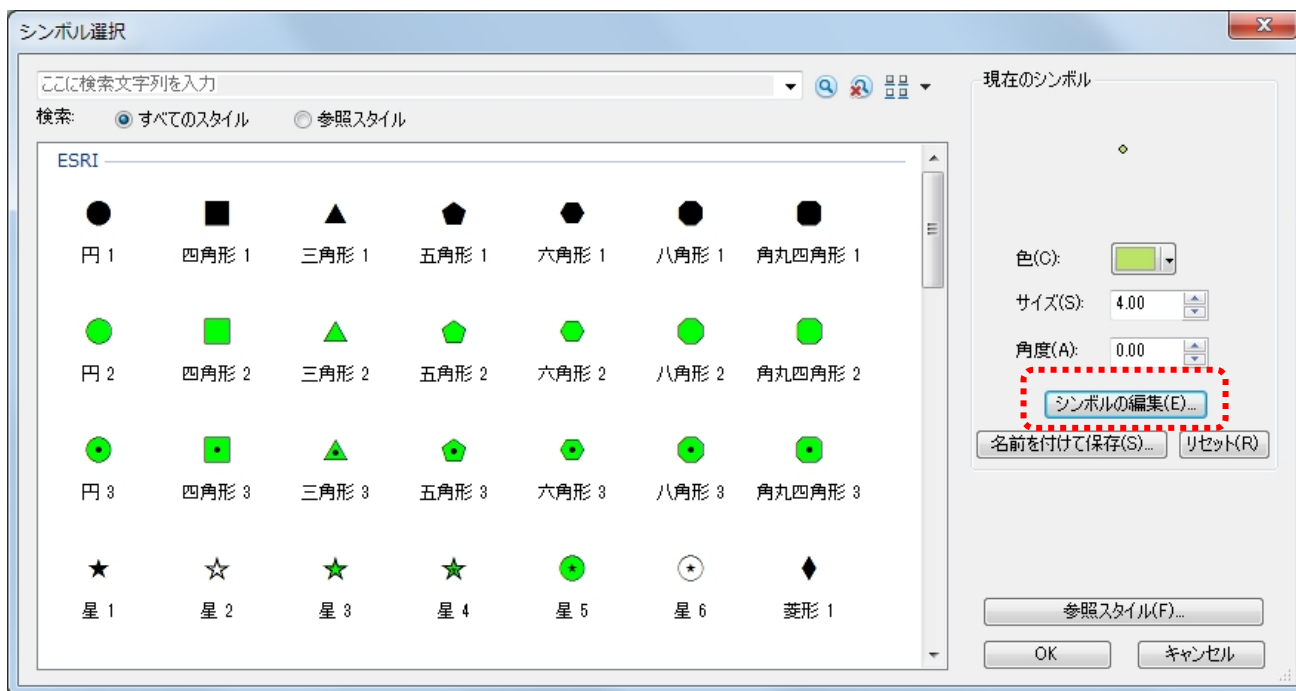 シンボル選択
ここに検索文字列を入力
検索: すべてのスタイル 参照スタイル
ESRI
円 1 四角形 1 三角形 1 五角形 1 六角形 1 八角形 1 角丸四角形 1
円 2 四角形 2 三角形 2 五角形 2 六角形 2 八角形 2 角丸四角形 2
円 3 四角形 3 三角形 3 五角形 3 六角形 3 八角形 3 角丸四角形 3
星 1 星 2 星 3 星 4 星 5 星 6 菱形 1
現在のシンボル
色(C):
サイズ(S): 4.00
角度(A): 0.00
シンボルの編集(E)...
名前を付けて保存(S)... リセット(R)
参照スタイル(F)...
OK キャンセル